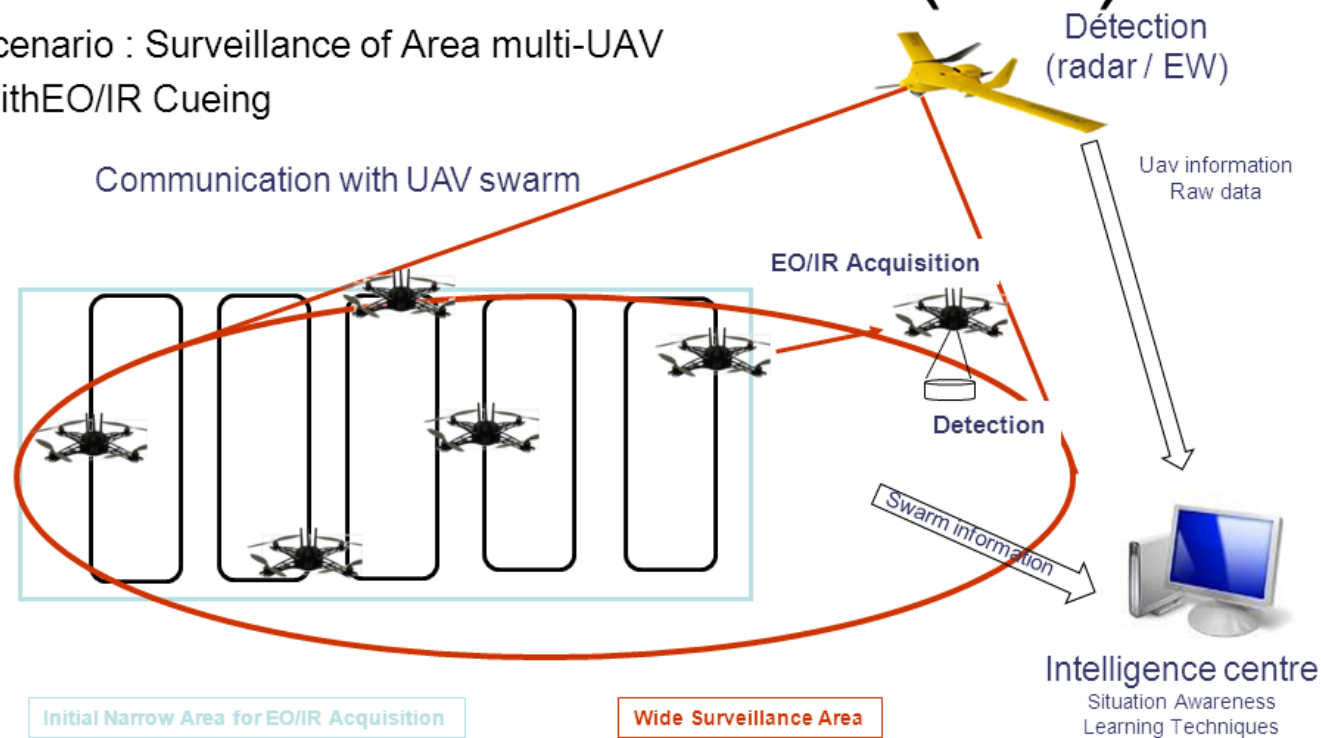 cenario : Surveillance of Area multi-UAV
ithEO/IR Cueing
Détection
(radar / EW)
Communication with UAV swarm
Uav information
Raw data
EO/IR Acquisition
Detection
Swarm information
Intelligence centre
Situation Awareness
Learning Techniques
Initial Narrow Area for EO/IR Acquisition
Wide Surveillance Area